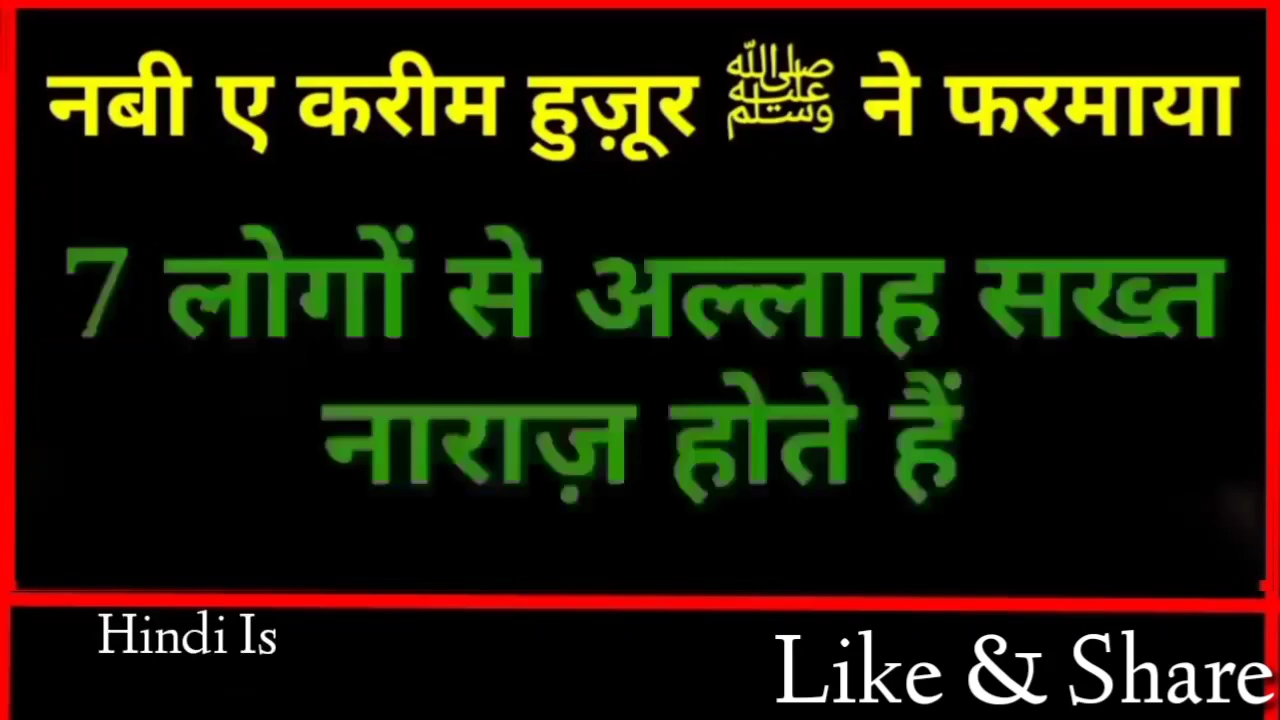 नबी ए करीम हुज़ूर ﷺ ने फरमाया
7 लोगों से अल्लाह सख्त
नाराज़ होते हैं
Hindi Is
Like & Share